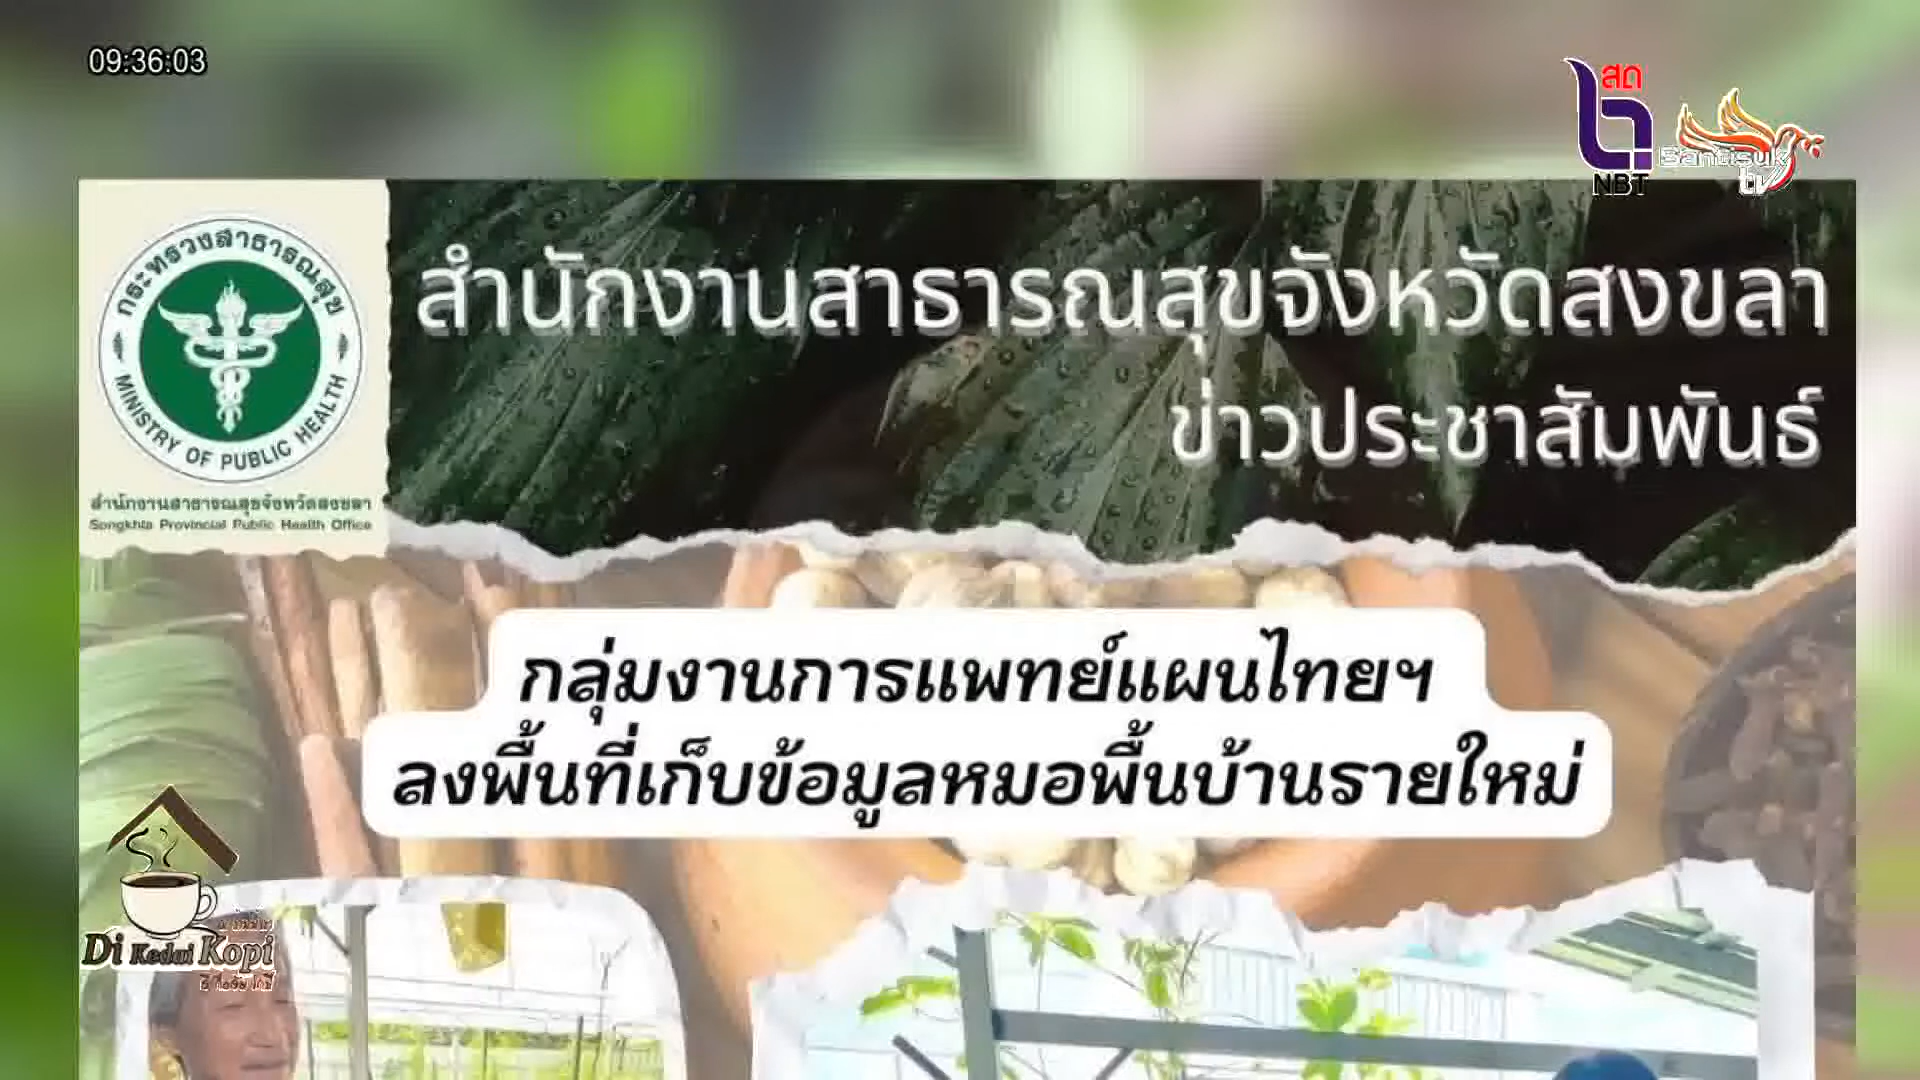 09:36:03
สด
NBT
Santisuk
tv
กระทรวงสาธารณสุข
MINISTRY OF PUBLIC HEALTH
สำนักงานสาธารณสุขจังหวัดสงขลา
Songkhla Provincial Public Health Office
สำนักงานสาธารณสุขจังหวัดสงขลา
ข่าวประชาสัมพันธ์
กลุ่มงานการแพทย์แผนไทยฯ
ลงพื้นที่เก็บข้อมูลหมอพื้นบ้านรายใหม่
Di Kedai Kopi